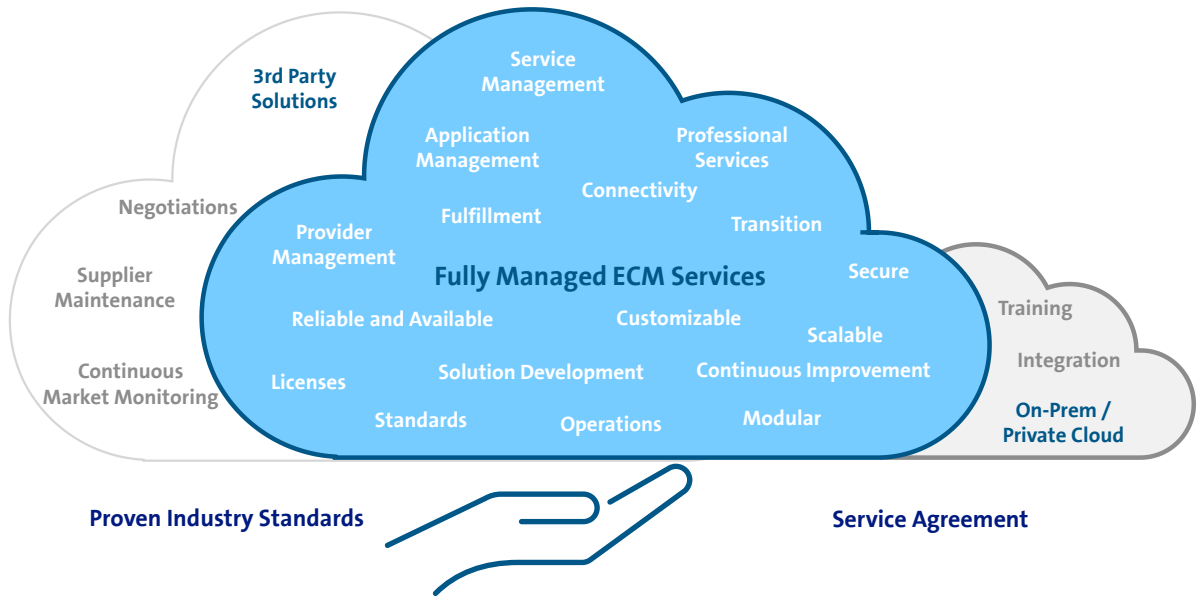 3rd Party
Solutions
Negotiations
Supplier
Maintenance
Continuous
Market Monitoring
Service
Management
Application
Management
Professional
Services
Connectivity
Fulfillment
Transition
Provider
Management
Fully Managed ECM Services
Secure
Reliable and Available
Customizable
Scalable
Licenses
Solution Development
Continuous Improvement
Standards
Operations
Modular
Training
Integration
On-Prem /
Private Cloud
Proven Industry Standards
Service Agreement